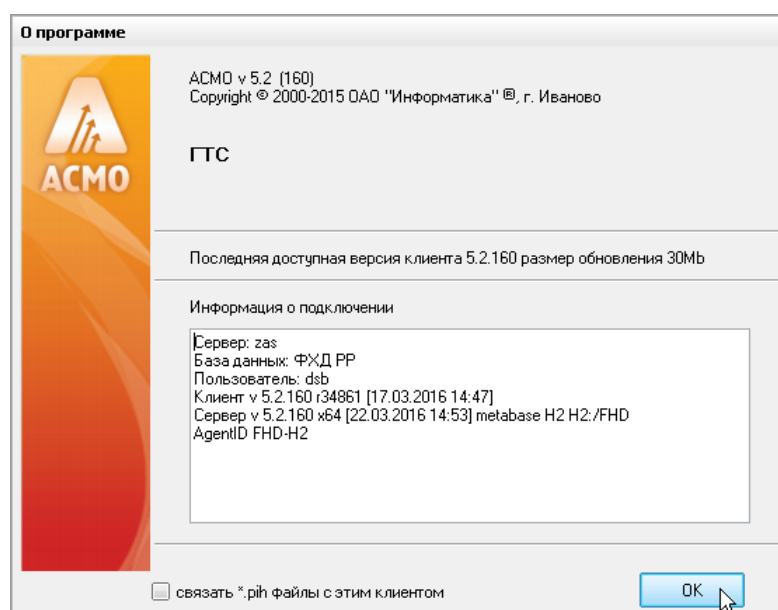 О программе
АСМО v 5.2 (160)
Copyright © 2000-2015 ОАО "Информатика" ®, г. Иваново
АСМО
ГТС
Последняя доступная версия клиента 5.2.160 размер обновления 30Mb
Информация о подключении
Сервер: zas
База данных: ФХД РР
Пользователь: dsb
Клиент v 5.2.160 r34861 [17.03.2016 14:47]
Сервер v 5.2.160 x64 [22.03.2016 14:53] metabase H2 H2:/FHD
AgentID FHD-H2
связать *.pih файлы с этим клиентом
OK